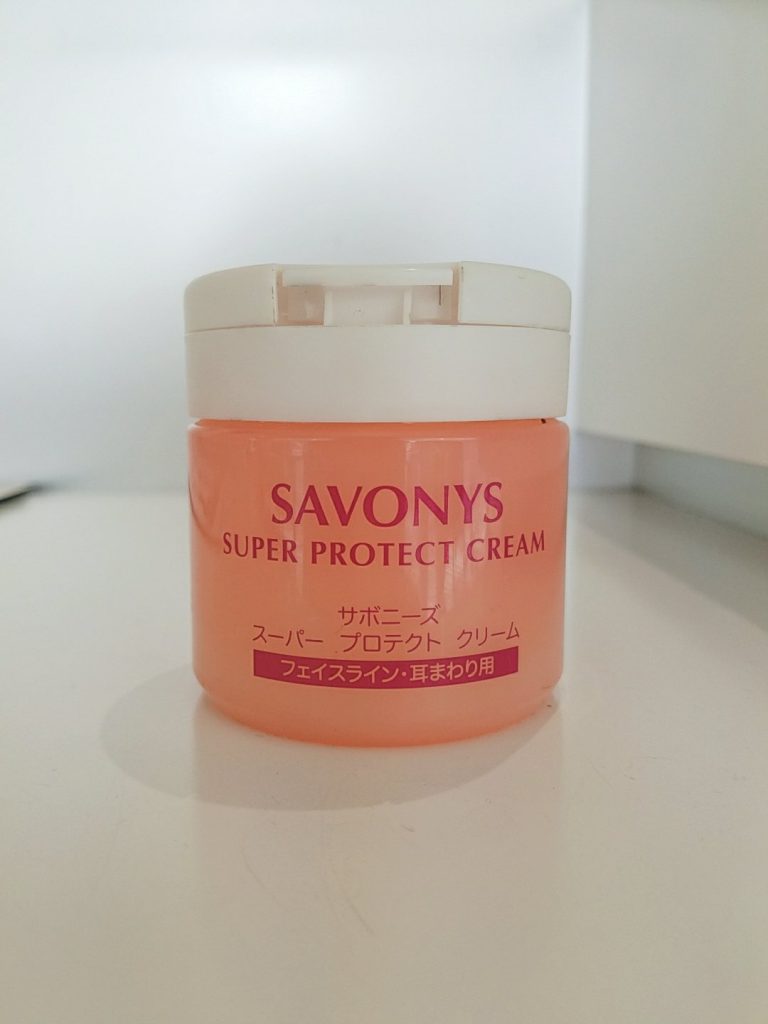 SAVONYS
SUPER PROTECT CREAM
サボニーズ
スーパー プロテクト クリーム
フェイスライン・耳まわり用